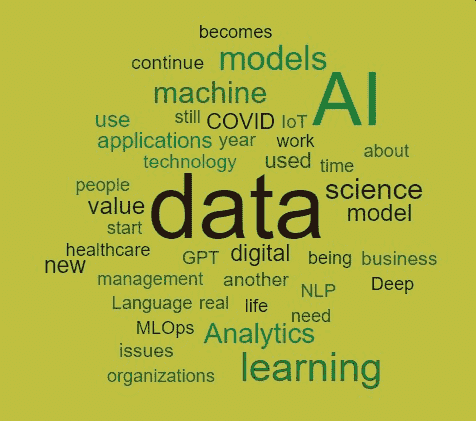 becomes
continue models
machine AI
use still COVID IoT
applications year work
technology used time about
people data science
value model
start
healthcare GPT digital being business
new
management another NLP Deep
Language real life need
MLOps Analytics
issues learning
organizations